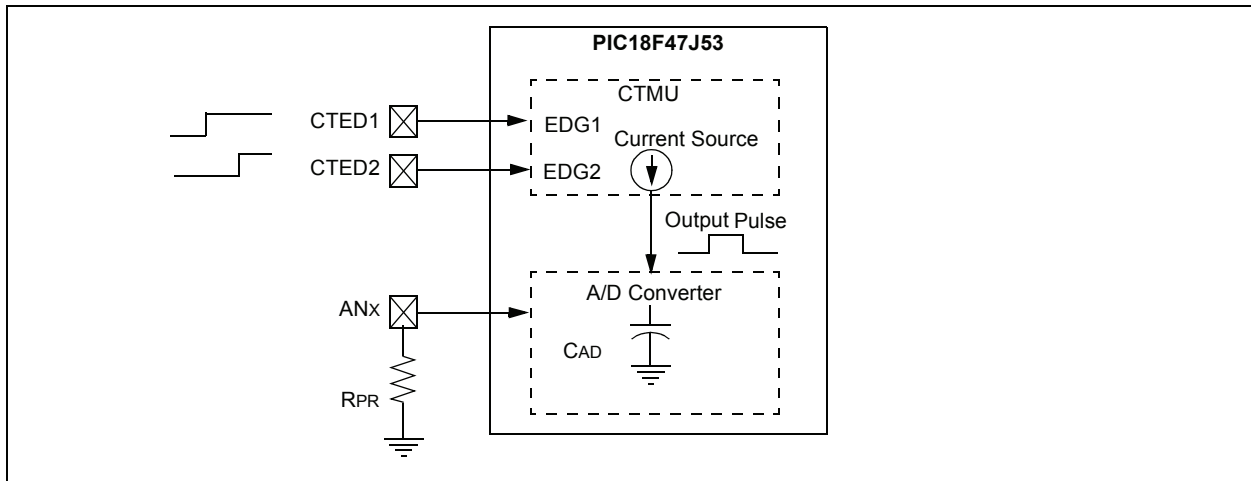 PIC18F47J53
CTMU
CTED1
EDG1
Current Source
CTED2
EDG2
Output Pulse
A/D Converter
ANX
CAD
RPR